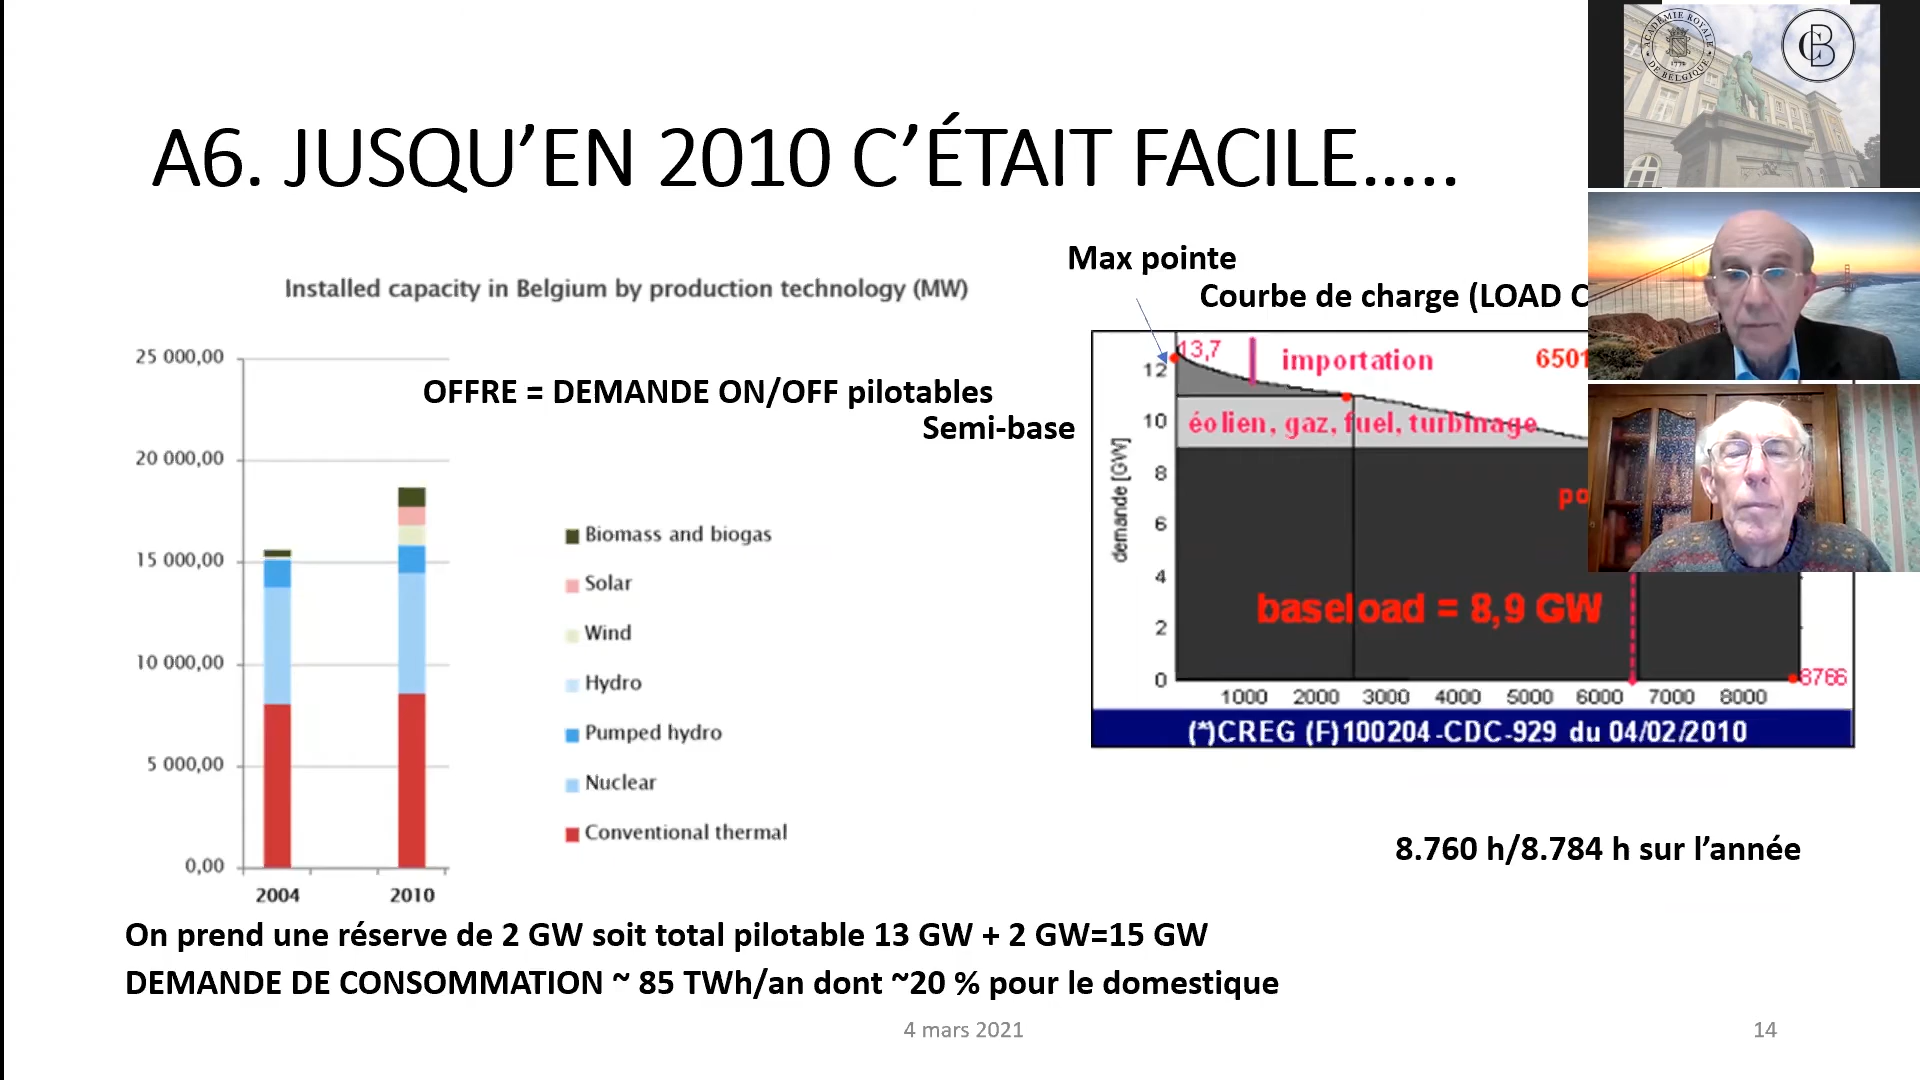 ACADÉMIE ROYALE
DE BELGIQUE
1772
CB
A6. JUSQU’EN 2010 C’ÉTAIT FACILE…..
Installed capacity in Belgium by production technology (MW)
25 000,00
20 000,00
15 000,00
10 000,00
5 000,00
0,00
2004
2010
OFFRE = DEMANDE ON/OFF pilotables
Semi-base
Biomass and biogas
Solar
Wind
Hydro
Pumped hydro
Nuclear
Conventional thermal
Max pointe
Courbe de charge (LOAD C
13,7
importation
6501
éolien, gaz, fuel, turbinage
po
baseload = 8,9 GW
demande [GW]
12
10
8
6
4
2
0
8766
1000 2000 3000 4000 5000 6000 7000 8000
(*)CREG (F)100204-CDC-929 du 04/02/2010
8.760 h/8.784 h sur l’année
On prend une réserve de 2 GW soit total pilotable 13 GW + 2 GW=15 GW
DEMANDE DE CONSOMMATION ~ 85 TWh/an dont ~20 % pour le domestique
4 mars 2021
14